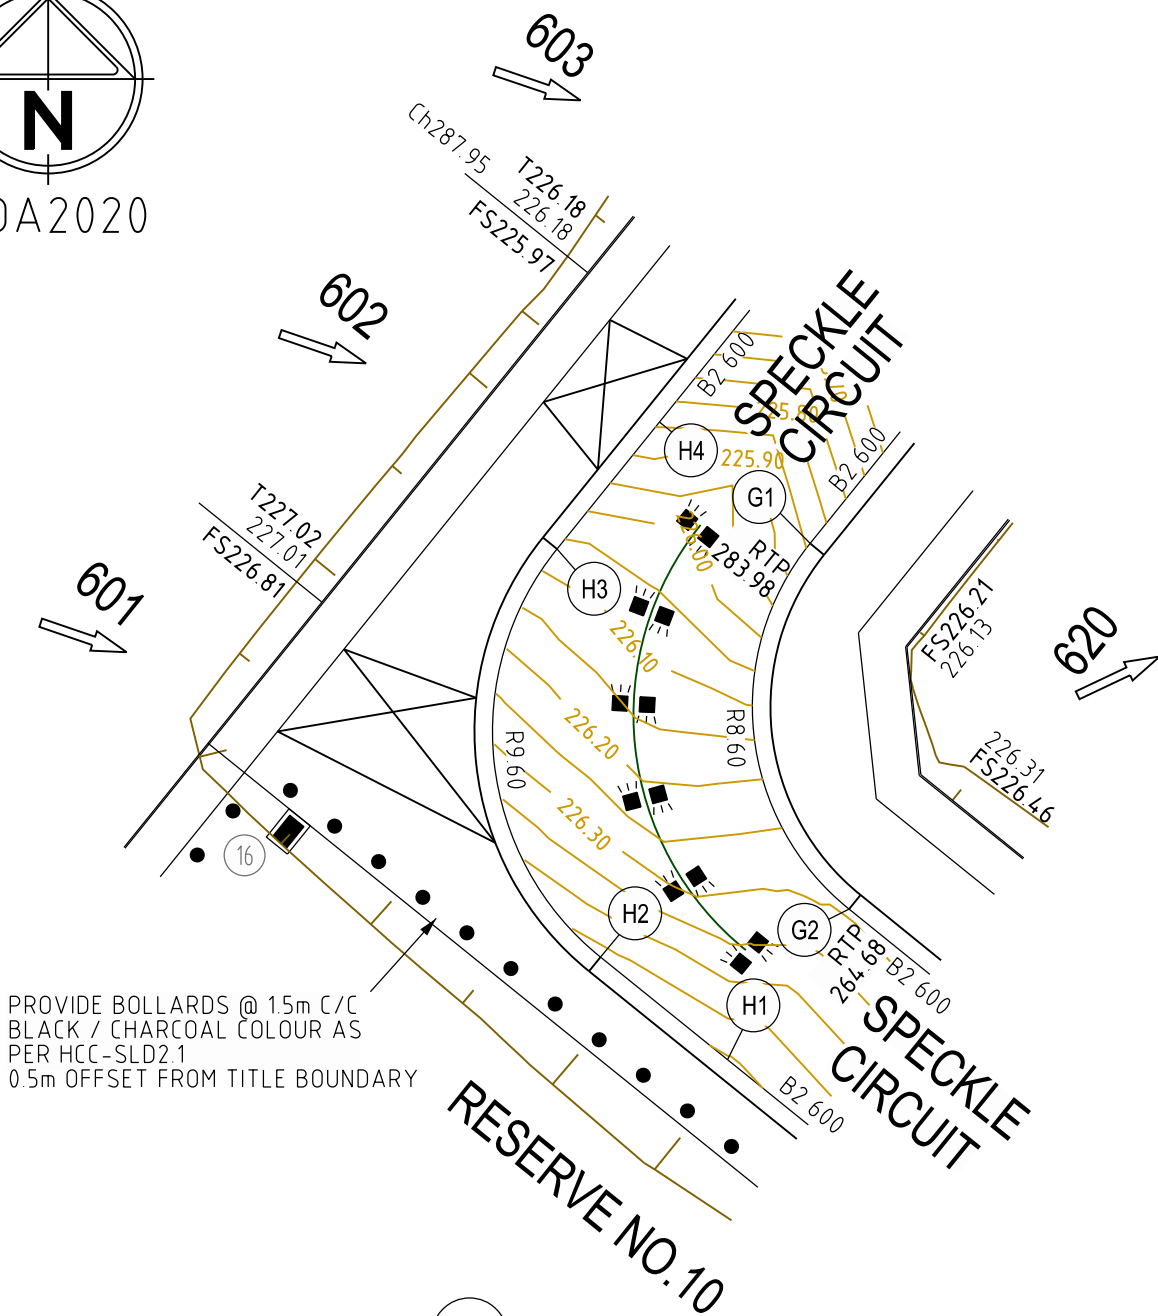 603
N
DA2020
Ch287.95
T226.18
226.18
FS225.97
602
SPECKLE
CIRCUIT
B2 600
225.80
B2 600
H4
225.90
G1
226.00
RTP
283.98
T227.02
227.01
FS226.81
601
H3
226.10
FS226.21
226.13
620
226.20
R9.60
R8.60
226.31
FS226.46
226.30
16
H2
G2
RTP
264.68
B2 600
H1
SPECKLE
CIRCUIT
B2 600
PROVIDE BOLLARDS @ 1.5m C/C
BLACK / CHARCOAL COLOUR AS
PER HCC-SLD2.1
0.5m OFFSET FROM TITLE BOUNDARY
RESERVE NO.10